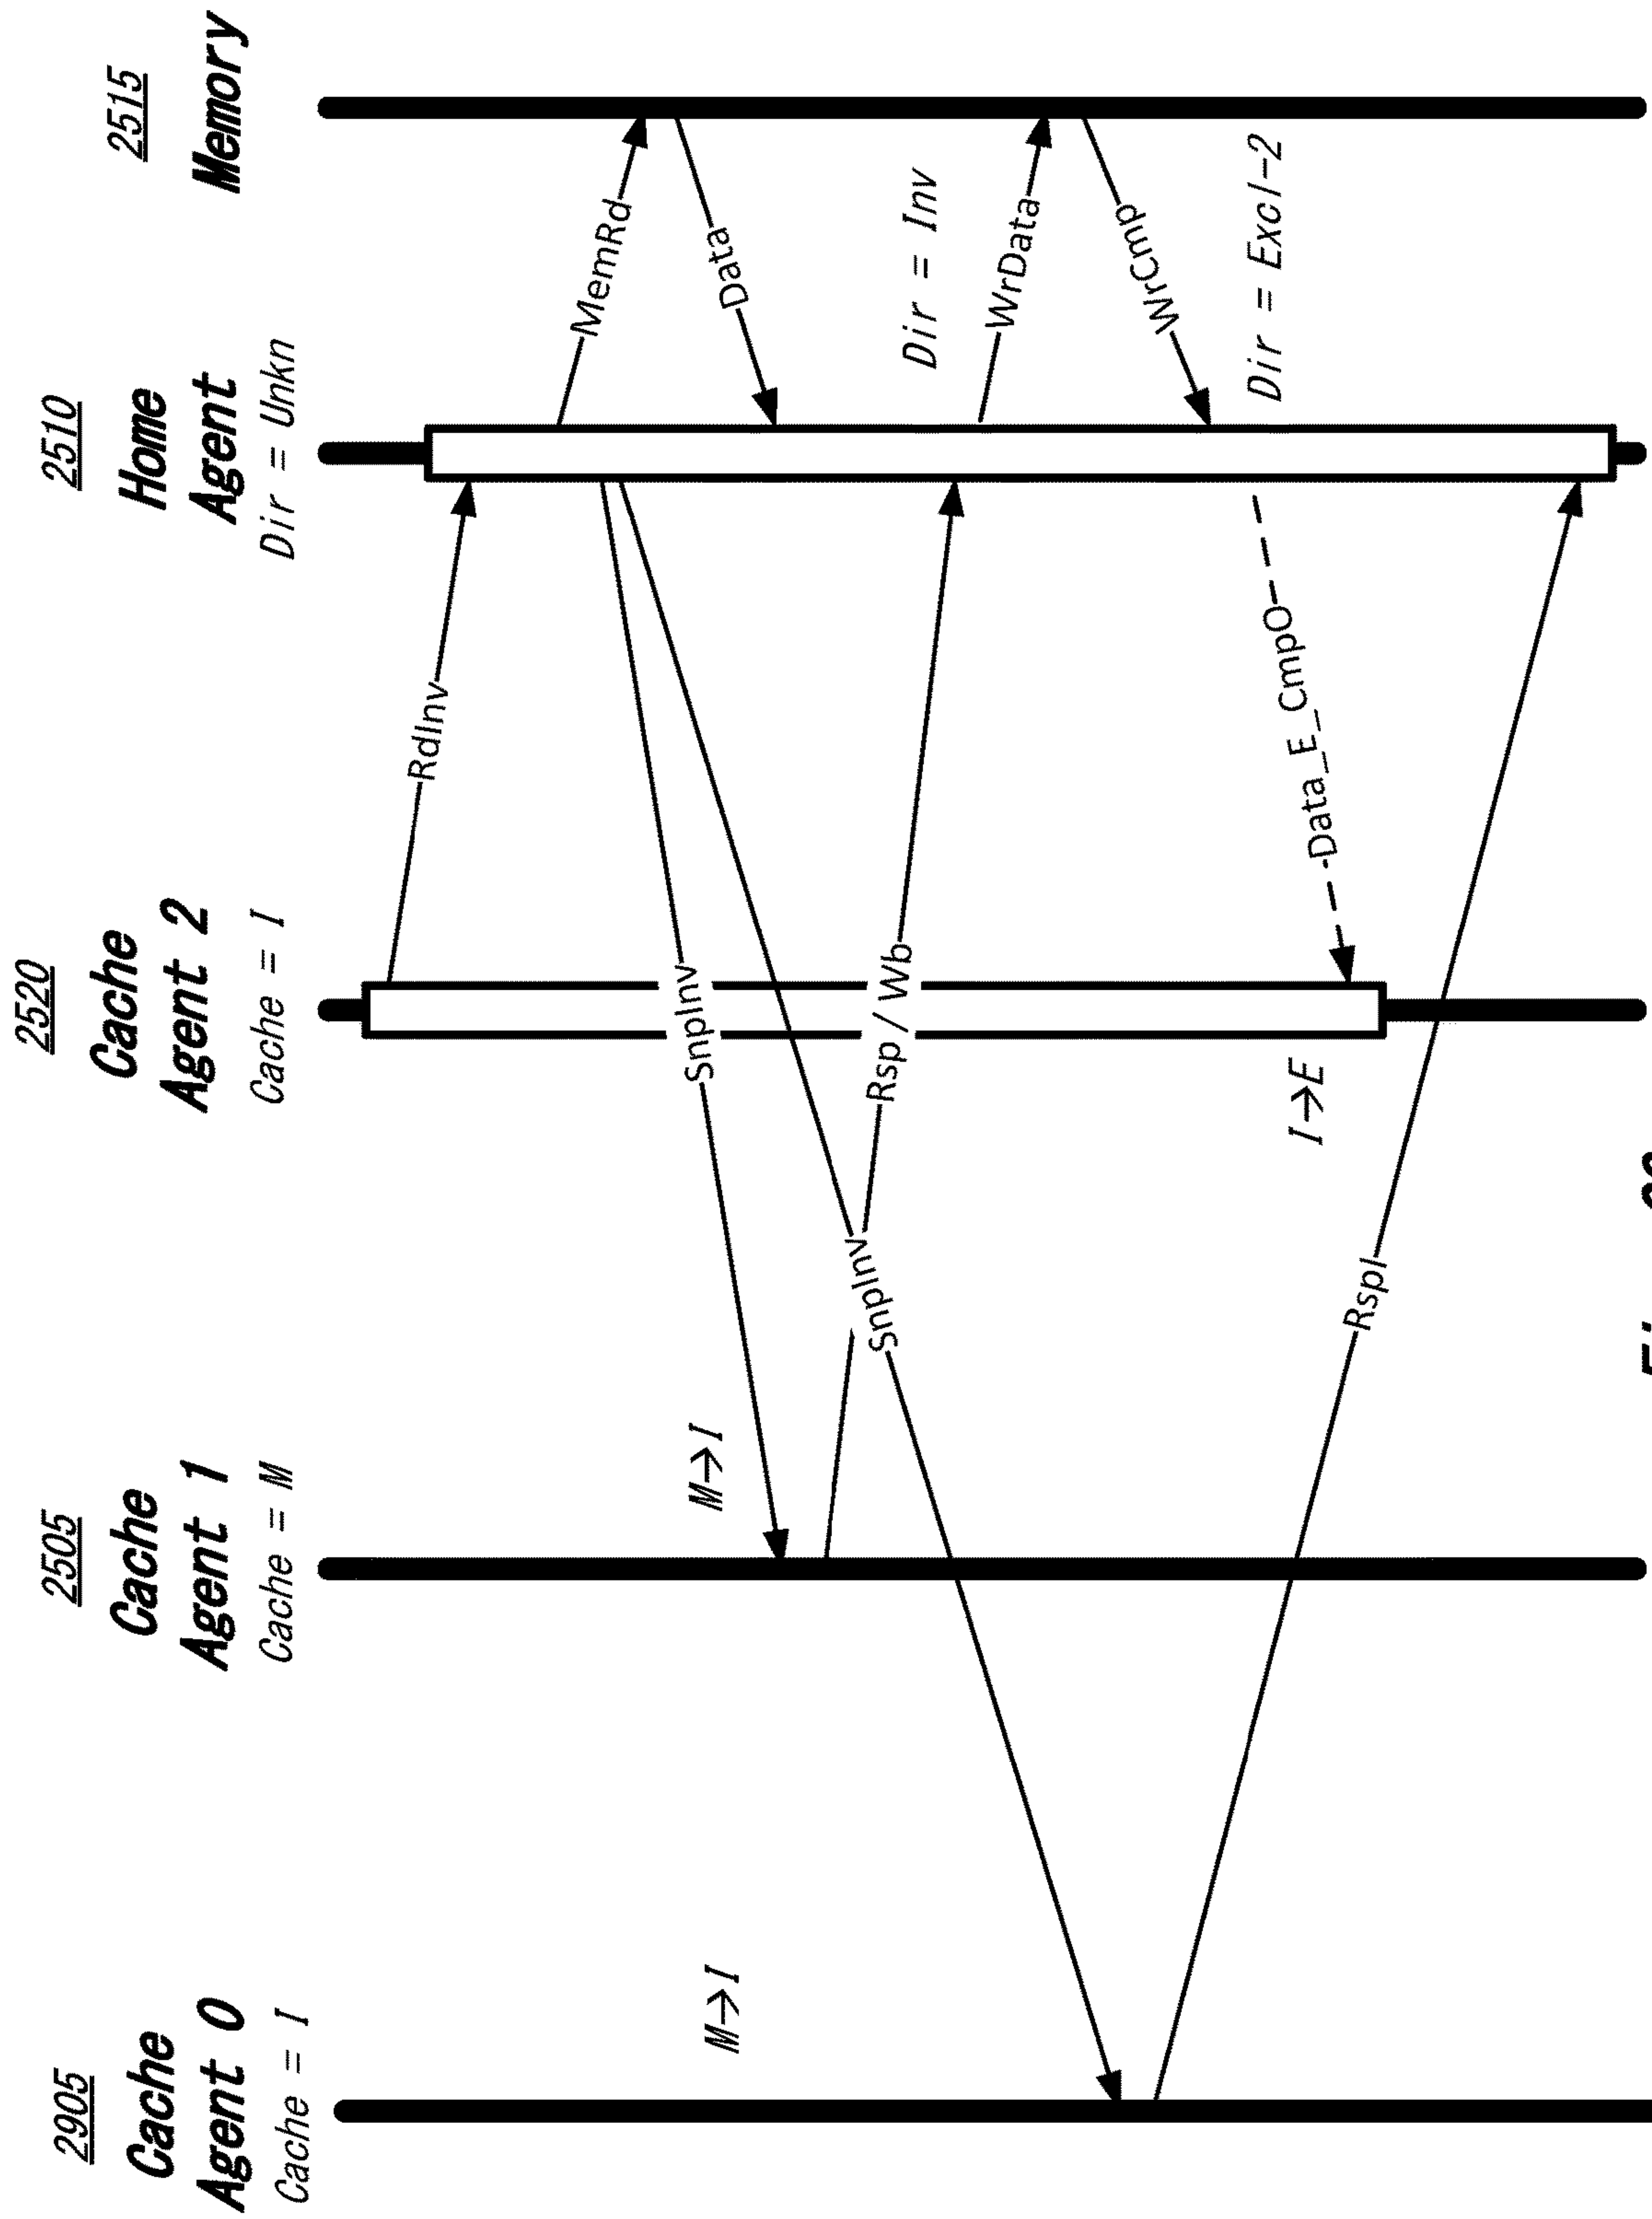 2905
Cache
Agent 0
Cache = I
2505
Cache
Agent 1
Cache = M
2520
Cache
Agent 2
Cache = I
2510
Home
Agent
Dir = Unkn
2515
Memory
RdInv
MemRd
Data
SnpInv
SnpInv
M→I
M→I
Rsp / Wb
Dir = Inv
WrData
WrCmp
Dir = Excl-2
Data_E_CmpO
I→E
RspI